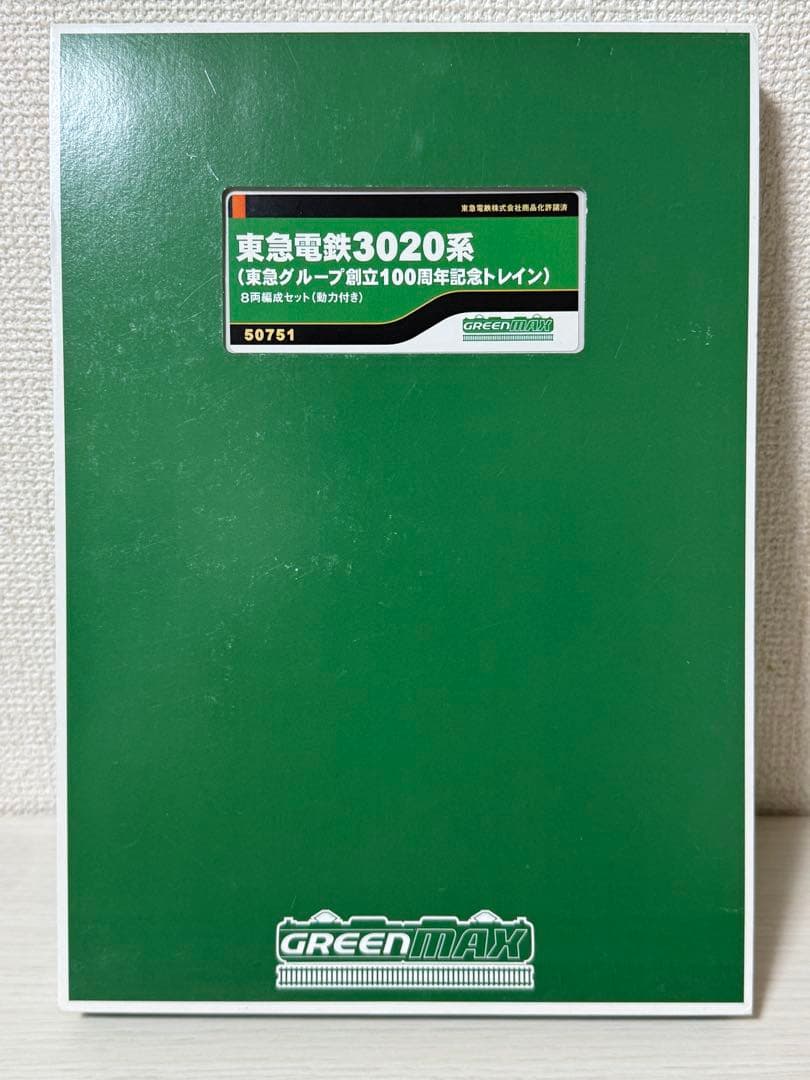 東急電鉄株式会社商品化許諾済
東急電鉄3020系
(東急グループ創立100周年記念トレイン)
8両編成セット(動力付き)
50751
GREENMAX
GREENMAX